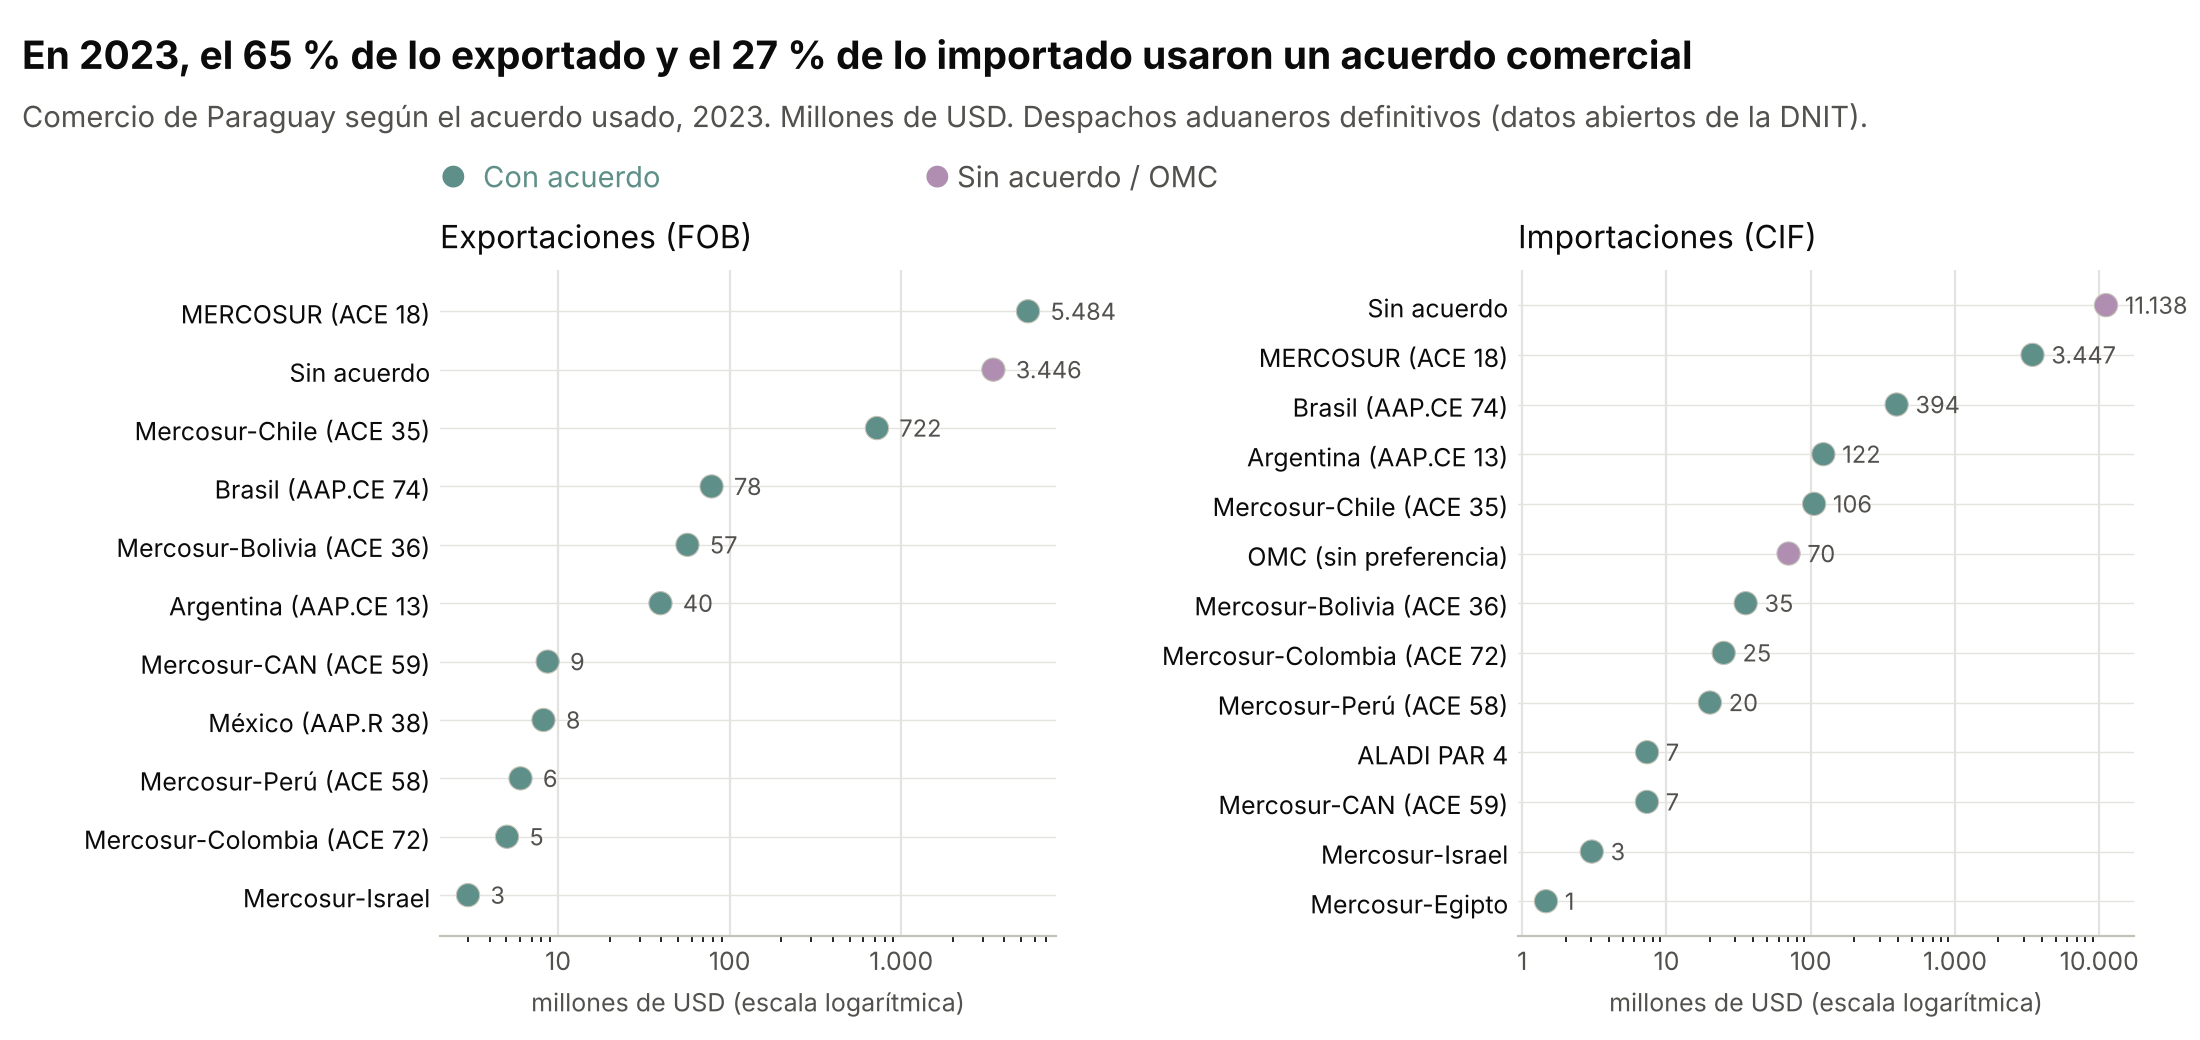 En 2023, el 65 % de lo exportado y el 27 % de lo importado usaron un acuerdo comercial
Comercio de Paraguay según el acuerdo usado, 2023. Millones de USD. Despachos aduaneros definitivos (datos abiertos de la DNIT).
Con acuerdo
Sin acuerdo / OMC
Exportaciones (FOB)
MERCOSUR (ACE 18) 5.484
Sin acuerdo 3.446
Mercosur-Chile (ACE 35) 722
Brasil (AAP.CE 74) 78
Mercosur-Bolivia (ACE 36) 57
Argentina (AAP.CE 13) 40
Mercosur-CAN (ACE 59) 9
México (AAP.R 38) 8
Mercosur-Perú (ACE 58) 6
Mercosur-Colombia (ACE 72) 5
Mercosur-Israel 3
10 100 1.000
millones de USD (escala logarítmica)
Importaciones (CIF)
Sin acuerdo 11.138
MERCOSUR (ACE 18) 3.447
Brasil (AAP.CE 74) 394
Argentina (AAP.CE 13) 122
Mercosur-Chile (ACE 35) 106
OMC (sin preferencia) 70
Mercosur-Bolivia (ACE 36) 35
Mercosur-Colombia (ACE 72) 25
Mercosur-Perú (ACE 58) 20
ALADI PAR 4 7
Mercosur-CAN (ACE 59) 7
Mercosur-Israel 3
Mercosur-Egipto 1
1 10 100 1.000 10.000
millones de USD (escala logarítmica)